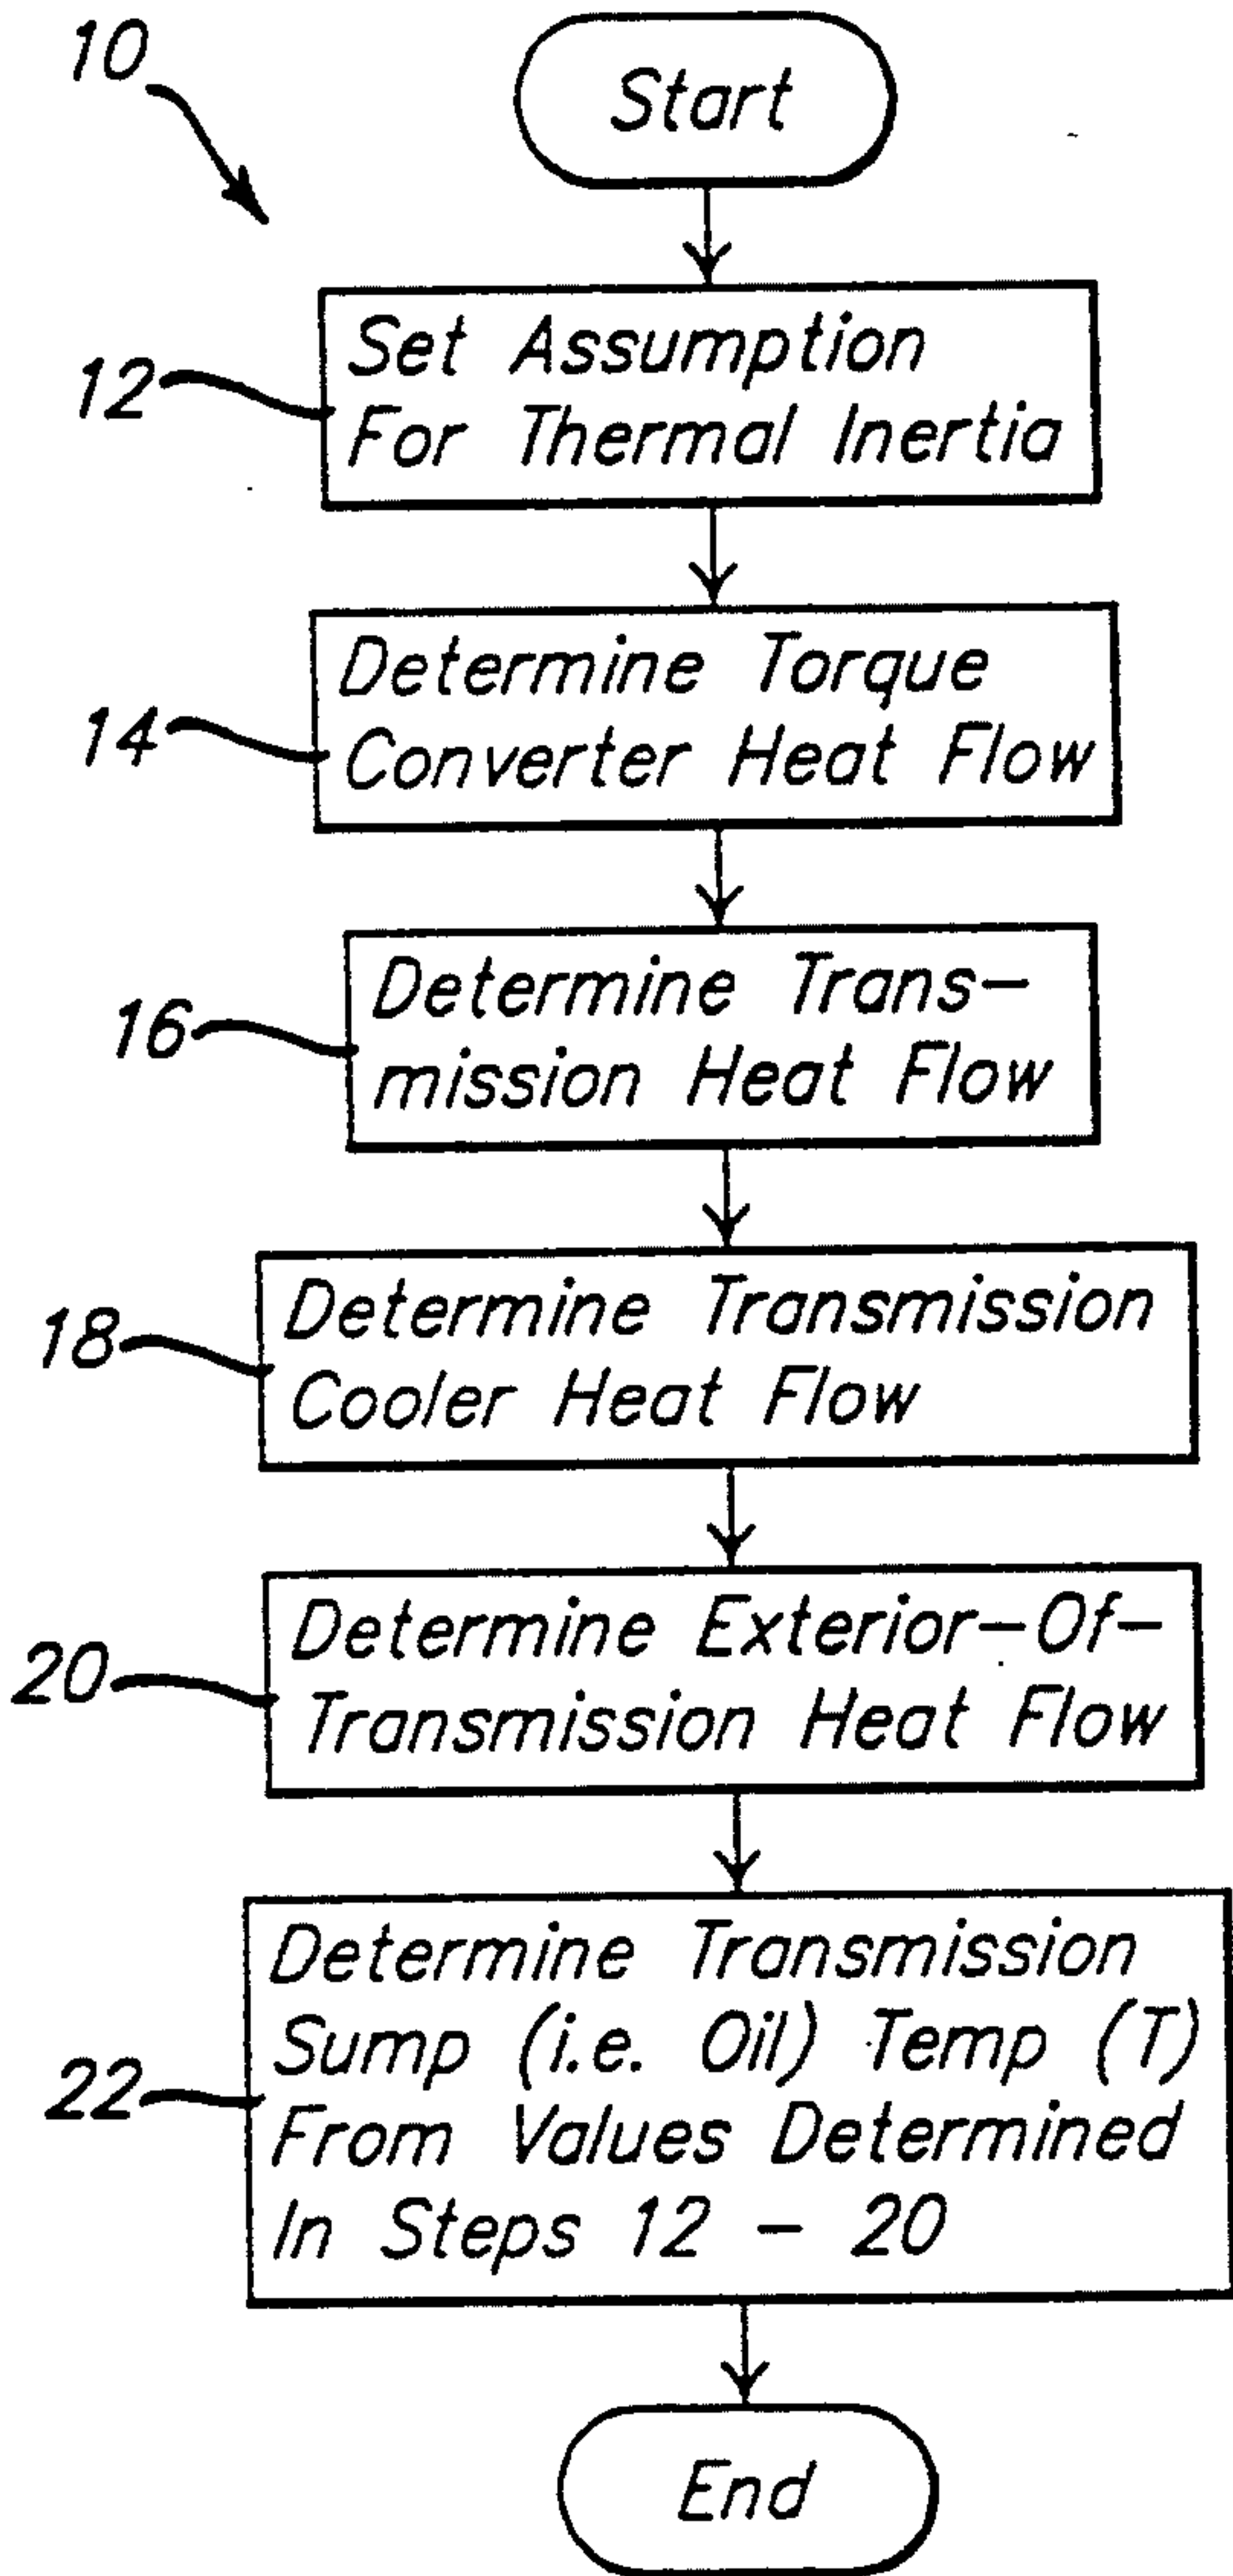 10
Start
12
Set Assumption
For Thermal Inertia
14
Determine Torque
Converter Heat Flow
16
Determine Trans-
mission Heat Flow
18
Determine Transmission
Cooler Heat Flow
20
Determine Exterior-Of-
Transmission Heat Flow
22
Determine Transmission
Sump (i.e. Oil) Temp (T)
From Values Determined
In Steps 12 - 20
End